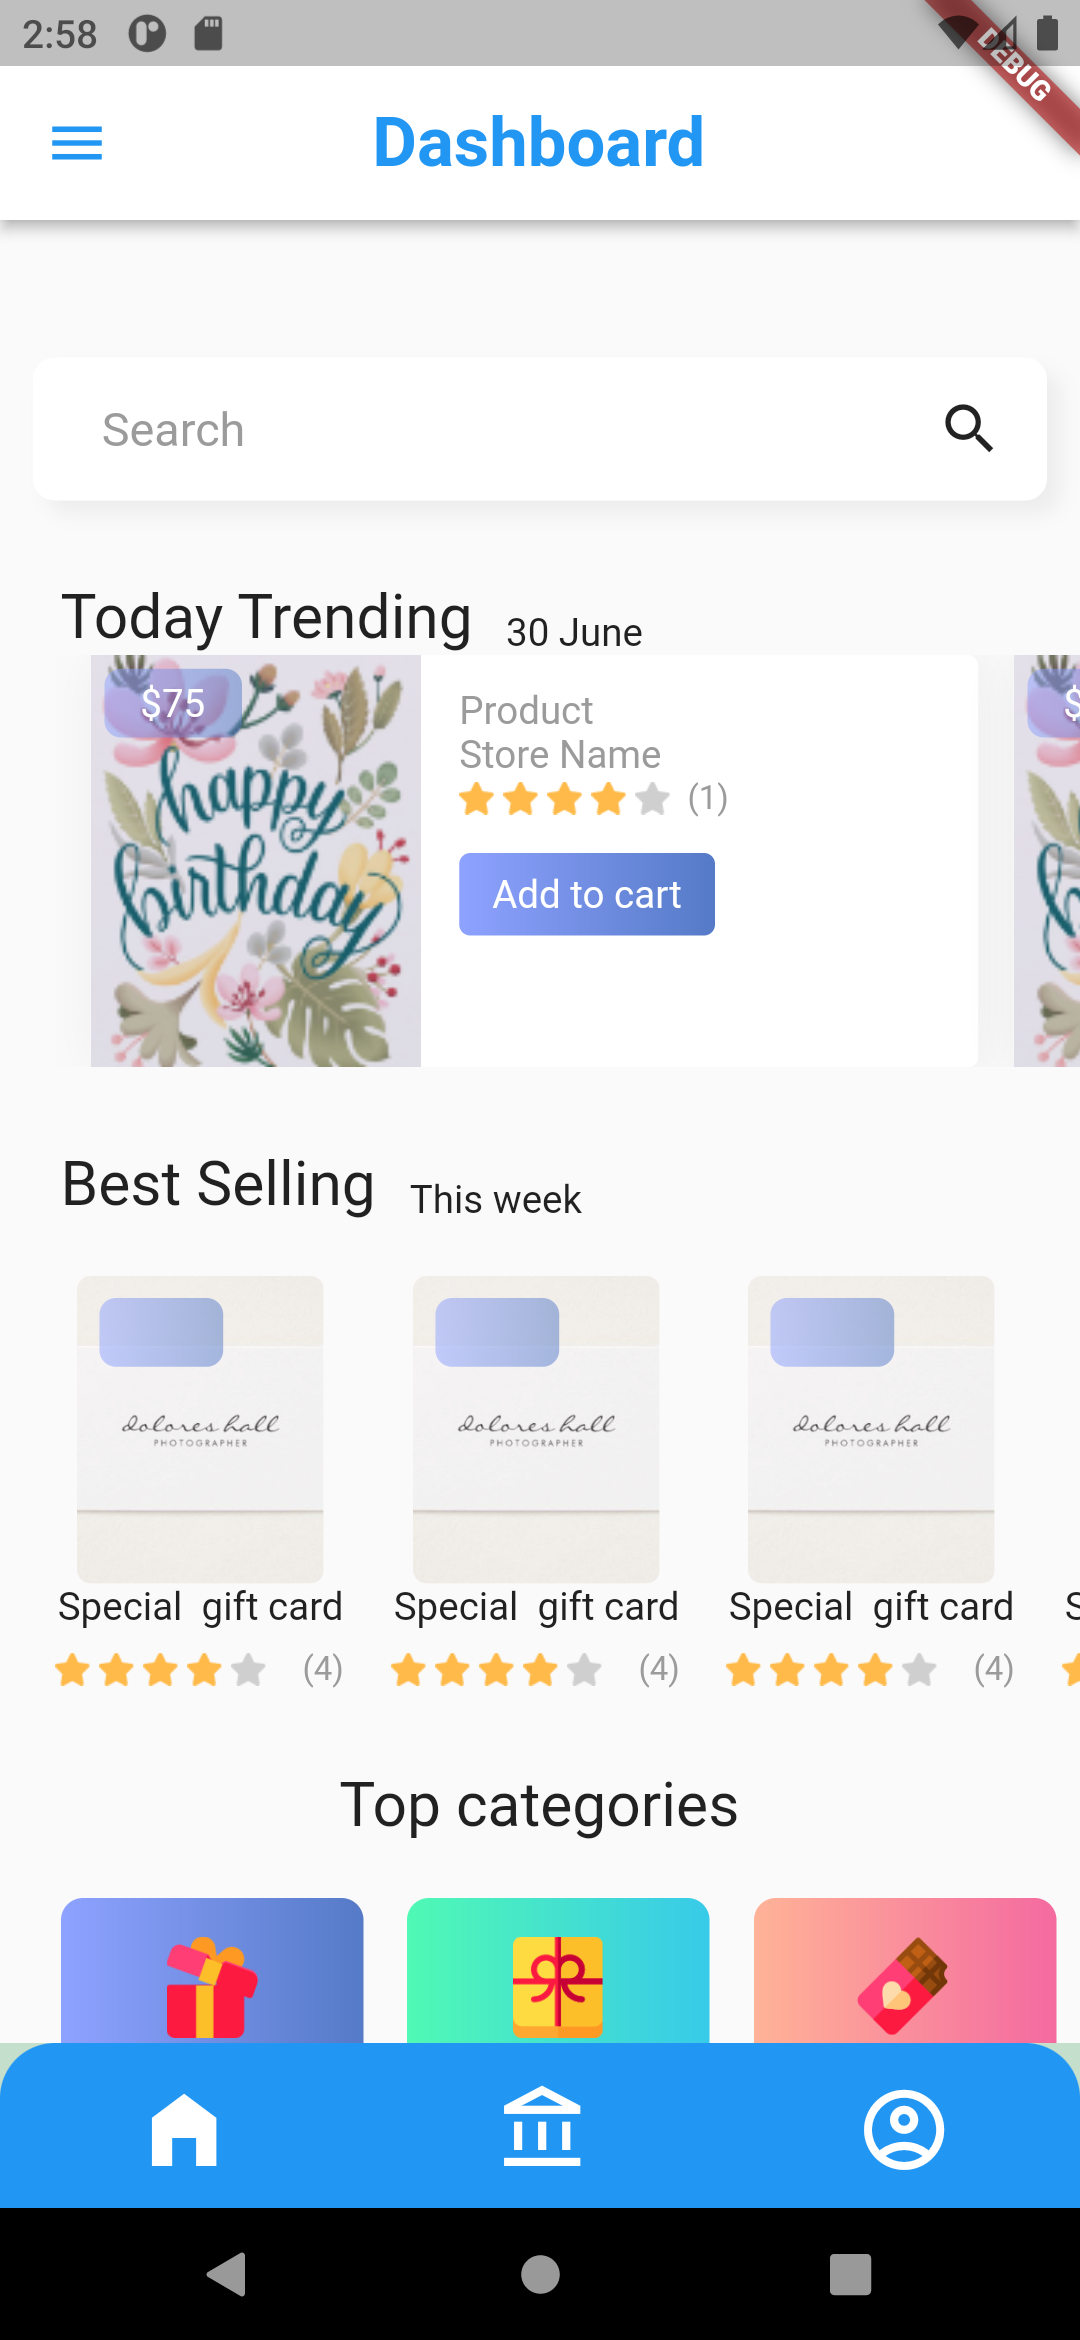 2:58
DEBUG
Dashboard
Search
Today Trending 30 June
$75
happy
birthday
Product
Store Name
(1)
Add to cart
$
Best Selling This week
dolores hall
PHOTOGRAPHER
dolores hall
PHOTOGRAPHER
dolores hall
PHOTOGRAPHER
Special  gift card
Special  gift card
Special  gift card
S
(4)
(4)
(4)
Top categories